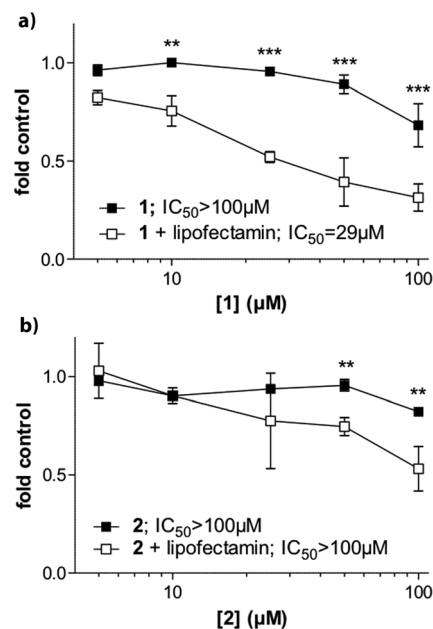 a)
** *** *** ***
1.0
0.5
0.0
fold control
1; IC50>100µM
1 + lipofectamin; IC50=29µM
10 100
[1] (µM)
b)
** **
1.0
0.5
0.0
fold control
2; IC50>100µM
2 + lipofectamin; IC50>100µM
10 100
[2] (µM)